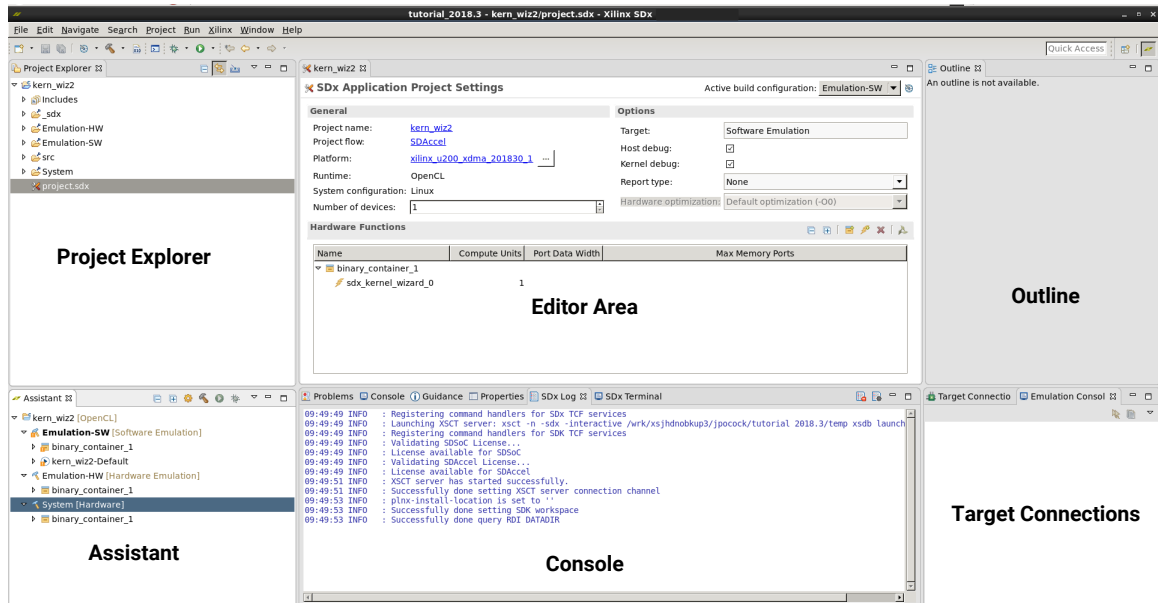 tutorial_2018.3 - kern_wiz2/project.sdx - Xilinx SDx
File Edit Navigate Search Project Run Xilinx Window Help
Quick Access
Project Explorer
kern_wiz2
Includes
_sdx
Emulation-HW
Emulation-SW
src
System
project.sdx
Project Explorer
kern_wiz2
SDx Application Project Settings
Active build configuration: Emulation-SW
General
Project name: kern_wiz2
Project flow: SDAccel
Platform: xilinx_u200_xdma_201830_1 ...
Runtime: OpenCL
System configuration: Linux
Number of devices: 1
Options
Target: Software Emulation
Host debug:
Kernel debug:
Report type: None
Hardware optimization: Default optimization (-O0)
Hardware Functions
Name Compute Units Port Data Width Max Memory Ports
binary_container_1
sdx_kernel_wizard_0 1
Editor Area
Outline
An outline is not available.
Outline
Assistant
kern_wiz2 [OpenCL]
Emulation-SW [Software Emulation]
binary_container_1
kern_wiz2-Default
Emulation-HW [Hardware Emulation]
binary_container_1
System [Hardware]
binary_container_1
Assistant
Problems Console Guidance Properties SDx Log SDx Terminal
09:49:49 INFO : Registering command handlers for SDx TCF services
09:49:49 INFO : Launching XSCT server: xsct -n -sdx -interactive /wrk/xsjhdnobkup3/jpocock/tutorial 2018.3/temp xsdb launch
09:49:49 INFO : Registering command handlers for SDK TCF services
09:49:49 INFO : Validating SDSoC License...
09:49:49 INFO : License available for SDSoC
09:49:49 INFO : Validating SDAccel License...
09:49:49 INFO : License available for SDAccel
09:49:51 INFO : XSCT server has started successfully.
09:49:51 INFO : Successfully done setting XSCT server connection channel
09:49:53 INFO : plnx-install-location is set to ''
09:49:53 INFO : Successfully done setting SDK workspace
09:49:53 INFO : Successfully done query RDI DATADIR
Console
Target Connectio Emulation Consol
Target Connections